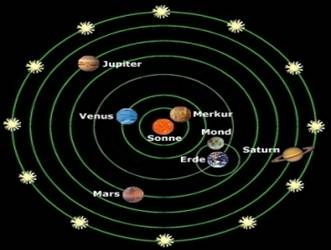 Jupiter
Venus
Merkur
Sonne
Mond
Saturn
Erde
Mars